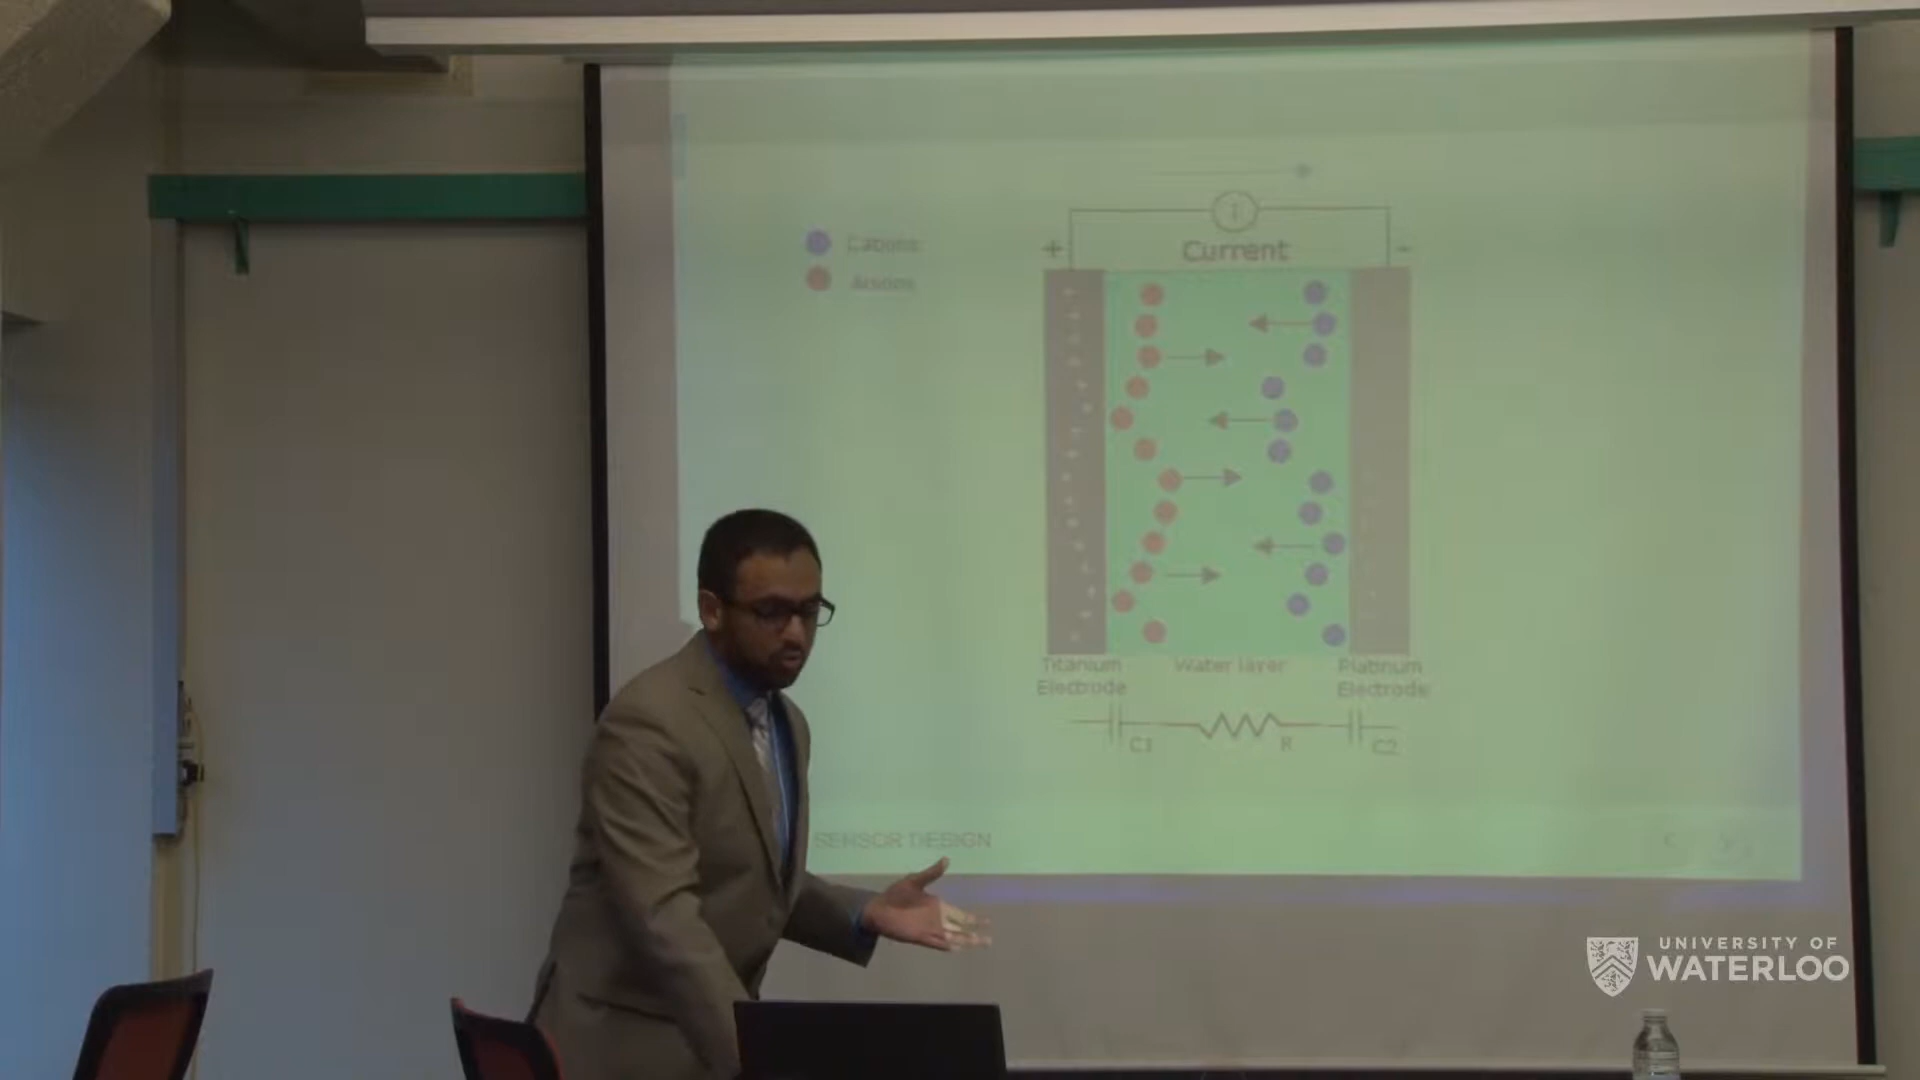 Cations
Anions
+
Current
-
Titanium
Electrode
Water layer
Platinum
Electrode
C1
R
C2
SENSOR DESIGN
UNIVERSITY OF
WATERLOO